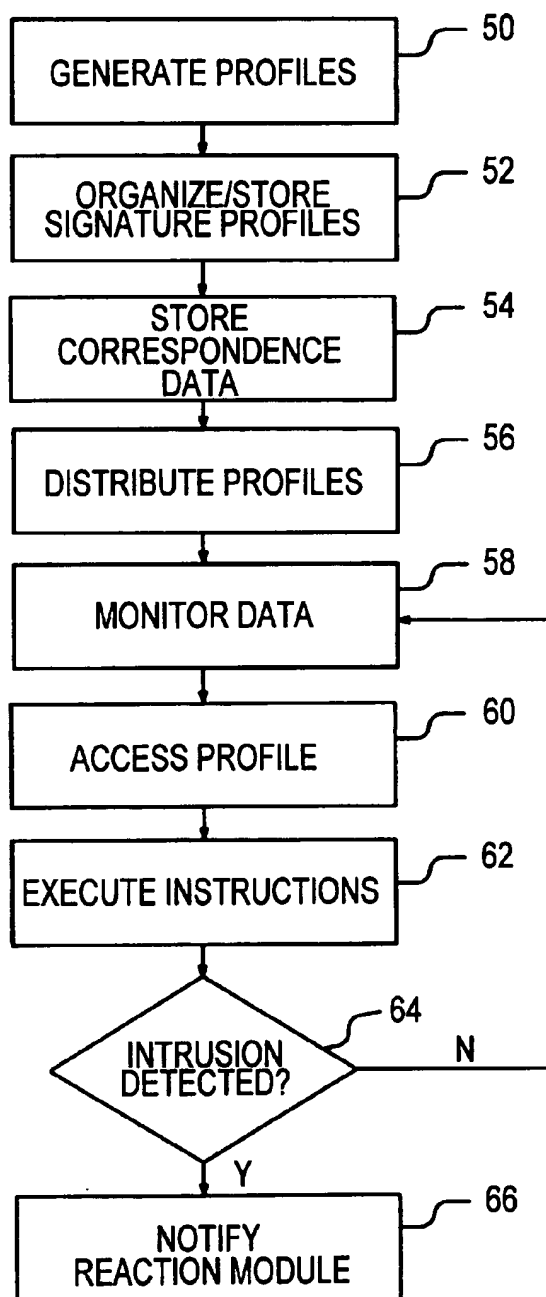 50
GENERATE PROFILES
52
ORGANIZE/STORE
SIGNATURE PROFILES
54
STORE
CORRESPONDENCE
DATA
56
DISTRIBUTE PROFILES
58
MONITOR DATA
60
ACCESS PROFILE
62
EXECUTE INSTRUCTIONS
64
INTRUSION
DETECTED?
N
Y
66
NOTIFY
REACTION MODULE